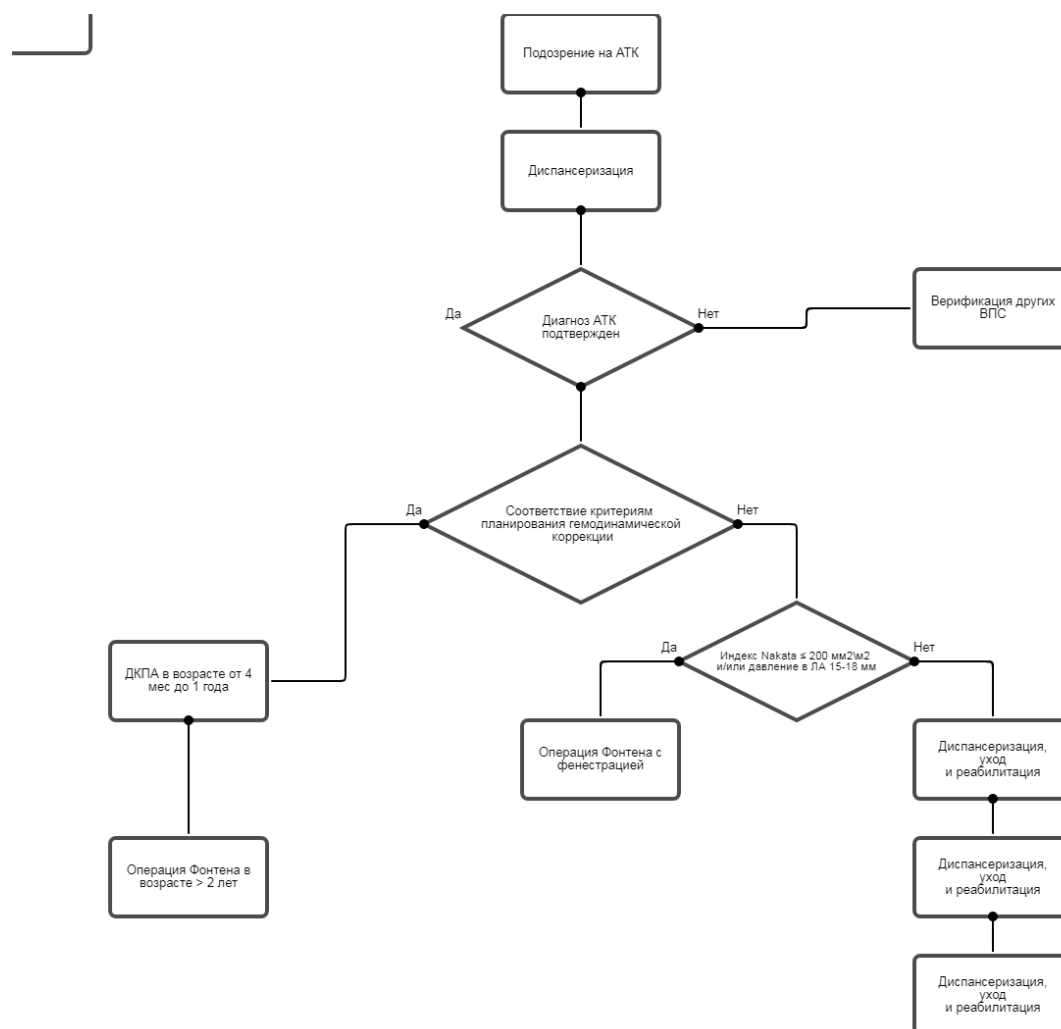 Подозрение на АТК
Диспансеризация
Да
Диагноз АТК
подтвержден
Нет
Верификация других
ВПС
Да
Соответствие критериям
планирования гемодинамической
коррекции
Нет
ДКПА в возрасте от 4
мес до 1 года
Да
Индекс Nakata ≤ 200 мм2\м2
и/или давление в ЛА 15-18 мм
Нет
Операция Фонтена с
фенестрацией
Диспансеризация,
уход
и реабилитация
Операция Фонтена в
возрасте > 2 лет
Диспансеризация,
уход
и реабилитация
Диспансеризация,
уход
и реабилитация